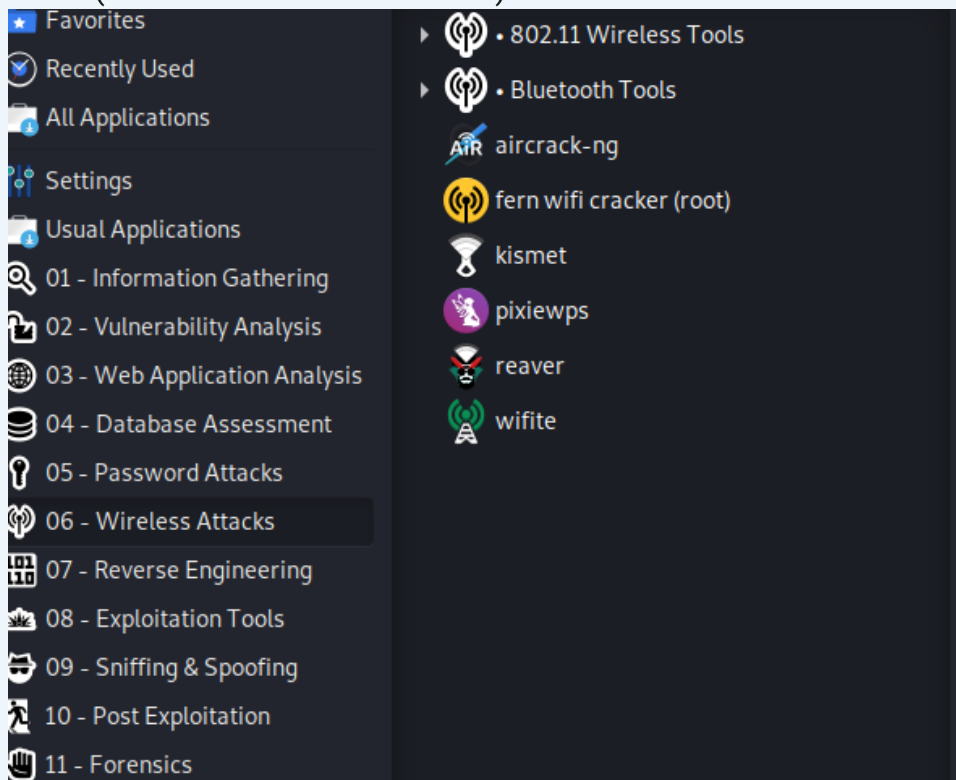 Favorites
Recently Used
All Applications
Settings
Usual Applications
01 - Information Gathering
02 - Vulnerability Analysis
03 - Web Application Analysis
04 - Database Assessment
05 - Password Attacks
06 - Wireless Attacks
07 - Reverse Engineering
08 - Exploitation Tools
09 - Sniffing & Spoofing
10 - Post Exploitation
11 - Forensics
• 802.11 Wireless Tools
• Bluetooth Tools
AIR aircrack-ng
fern wifi cracker (root)
kismet
pixiewps
reaver
wifite